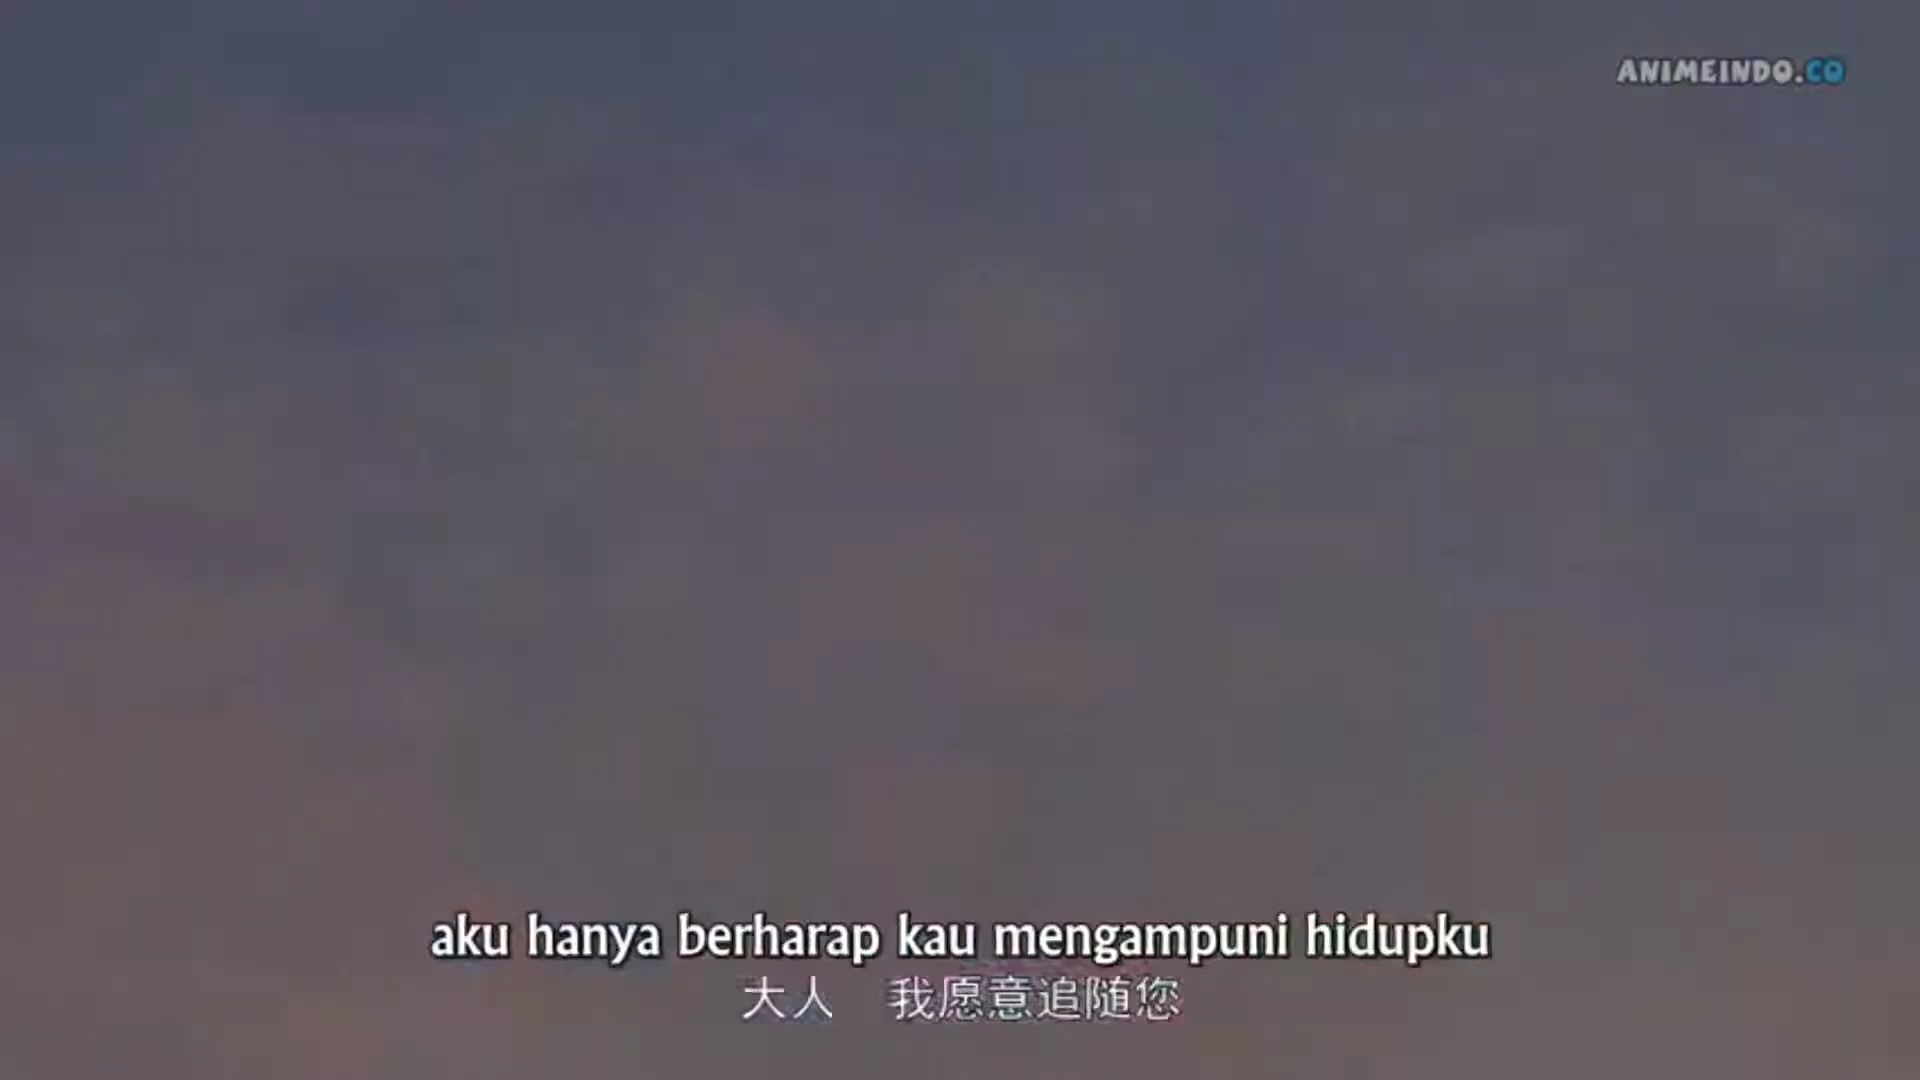 ANIMEINDO.CO
aku hanya berharap kau mengampuni hidupku
大人 我愿意追随您